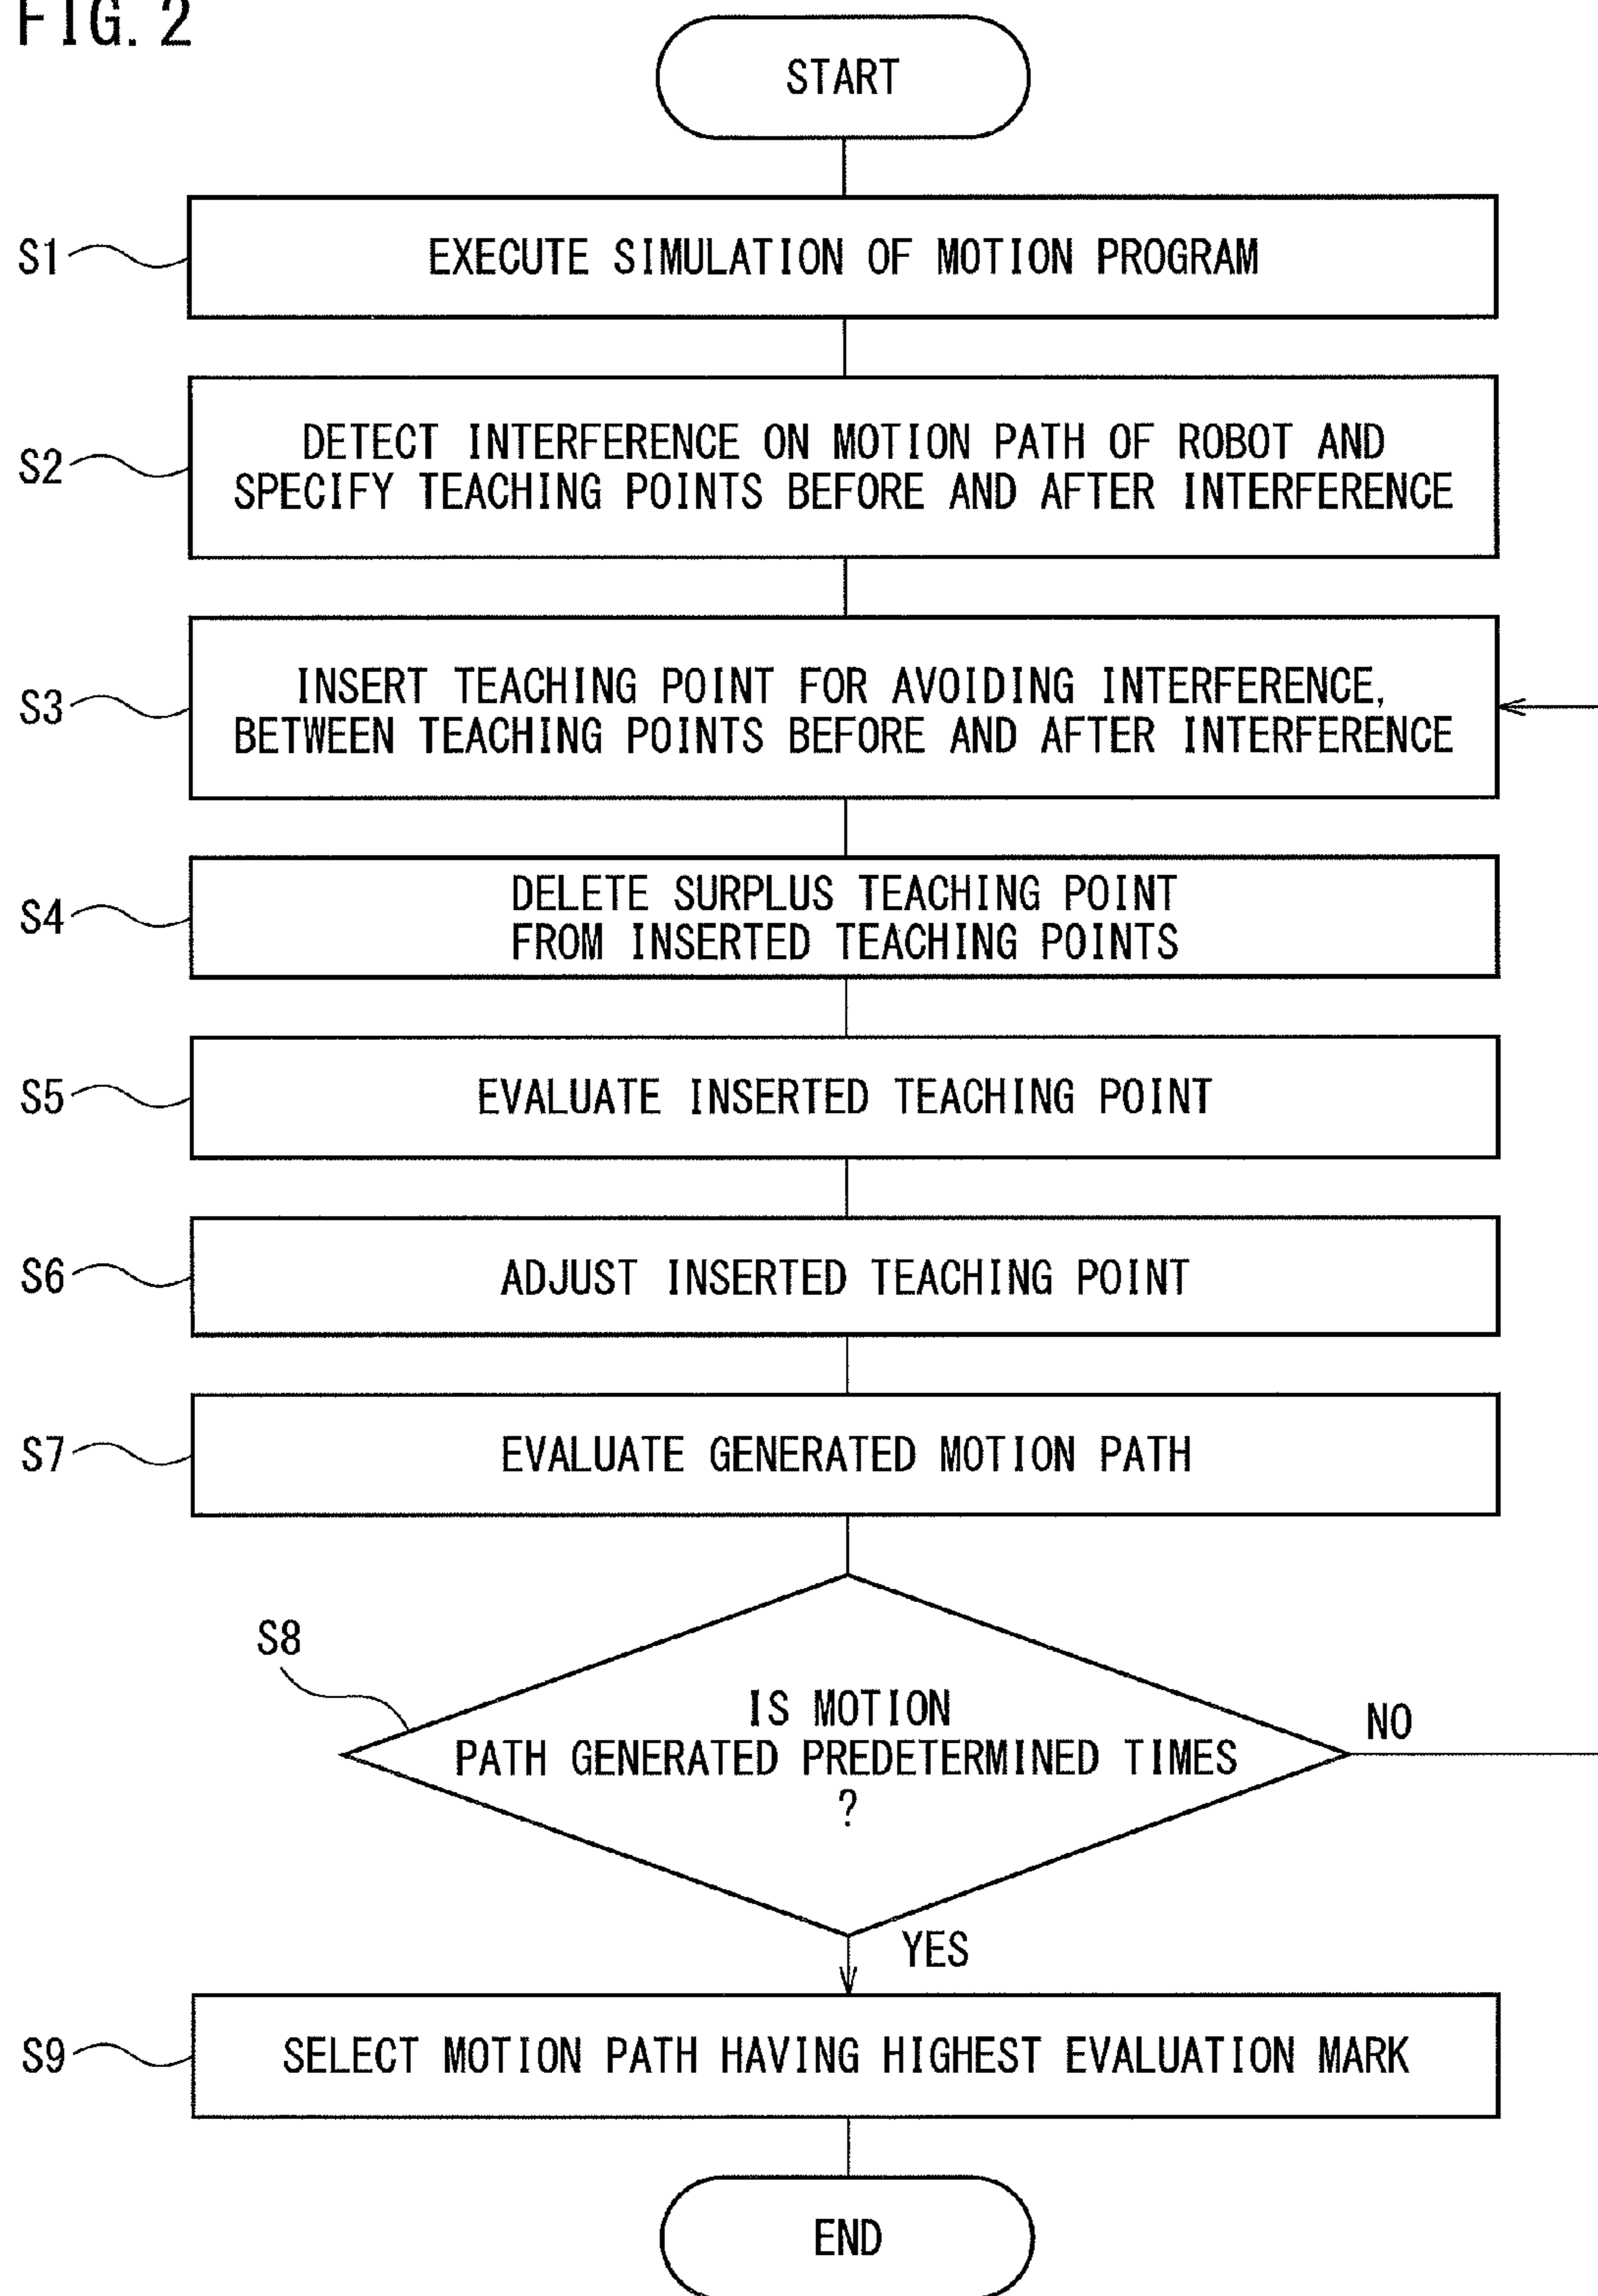 FIG. 2
START
S1
EXECUTE SIMULATION OF MOTION PROGRAM
S2
DETECT INTERFERENCE ON MOTION PATH OF ROBOT AND
SPECIFY TEACHING POINTS BEFORE AND AFTER INTERFERENCE
S3
INSERT TEACHING POINT FOR AVOIDING INTERFERENCE,
BETWEEN TEACHING POINTS BEFORE AND AFTER INTERFERENCE
S4
DELETE SURPLUS TEACHING POINT
FROM INSERTED TEACHING POINTS
S5
EVALUATE INSERTED TEACHING POINT
S6
ADJUST INSERTED TEACHING POINT
S7
EVALUATE GENERATED MOTION PATH
S8
IS MOTION
PATH GENERATED PREDETERMINED TIMES
?
NO
YES
S9
SELECT MOTION PATH HAVING HIGHEST EVALUATION MARK
END